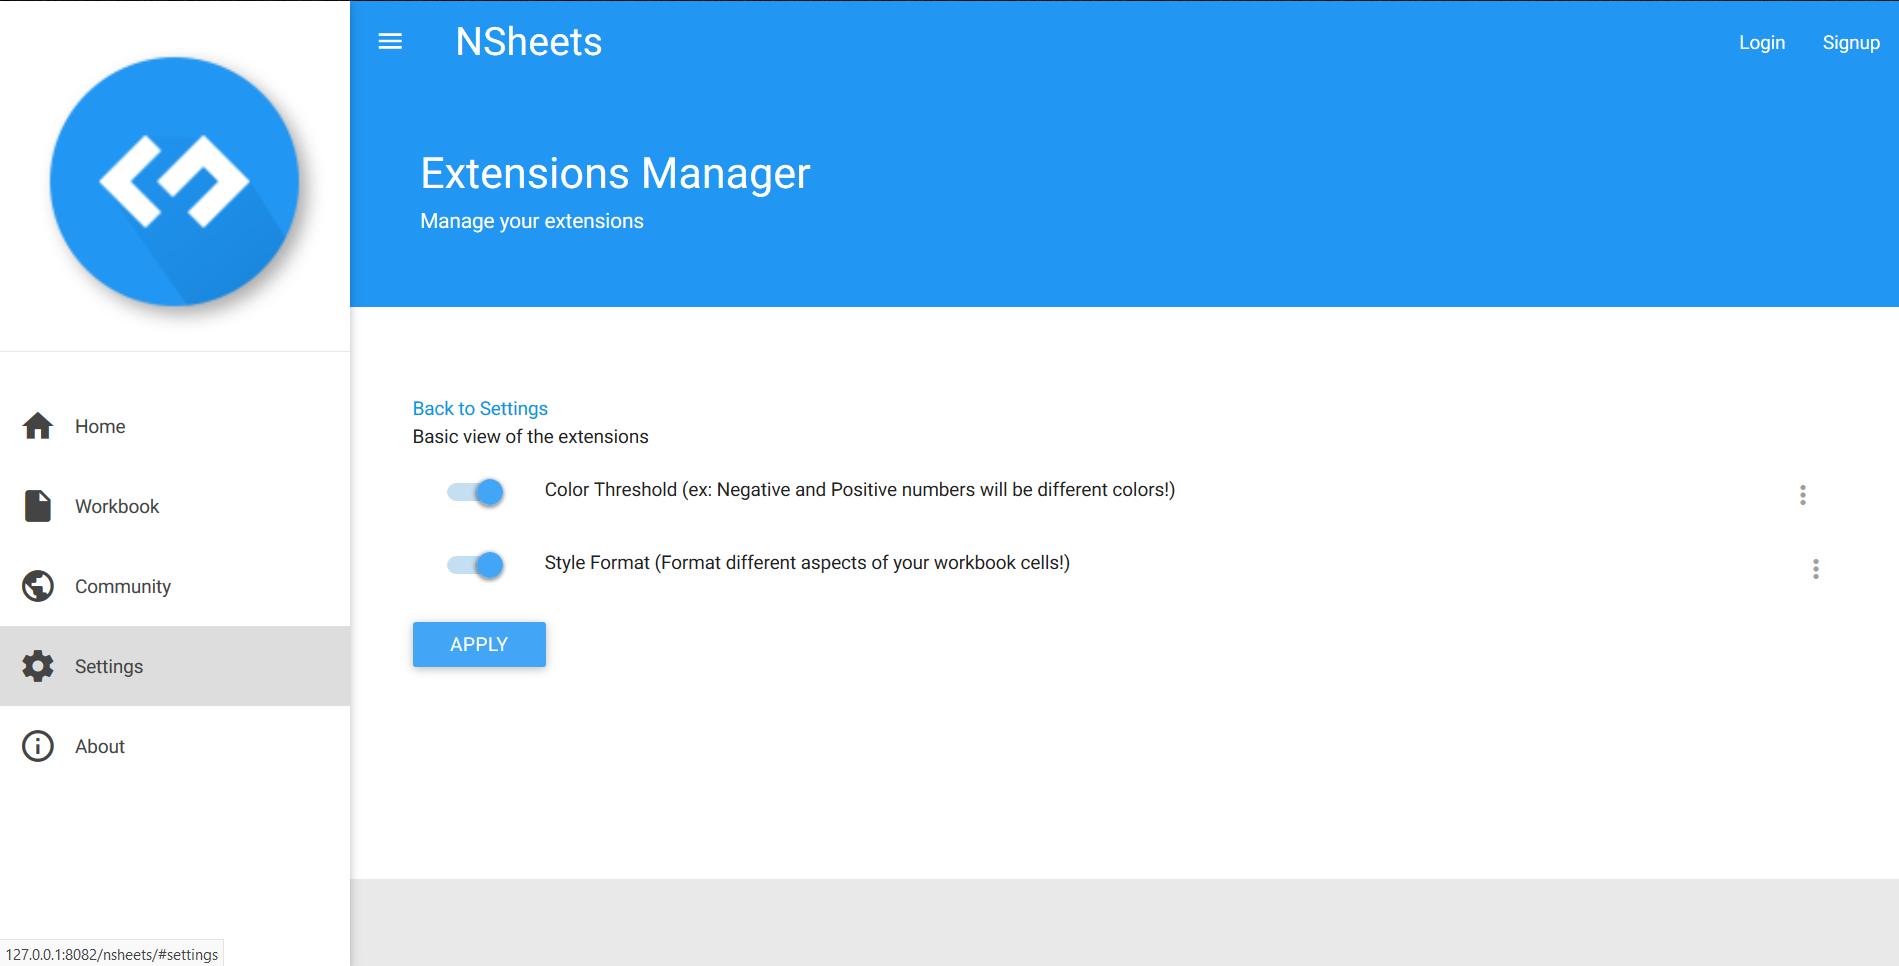 NSheets
Login
Signup
Extensions Manager
Manage your extensions
Home
Workbook
Community
Settings
About
Back to Settings
Basic view of the extensions
Color Threshold (ex: Negative and Positive numbers will be different colors!)
Style Format (Format different aspects of your workbook cells!)
APPLY
127.0.0.1:8082/nsheets/#settings